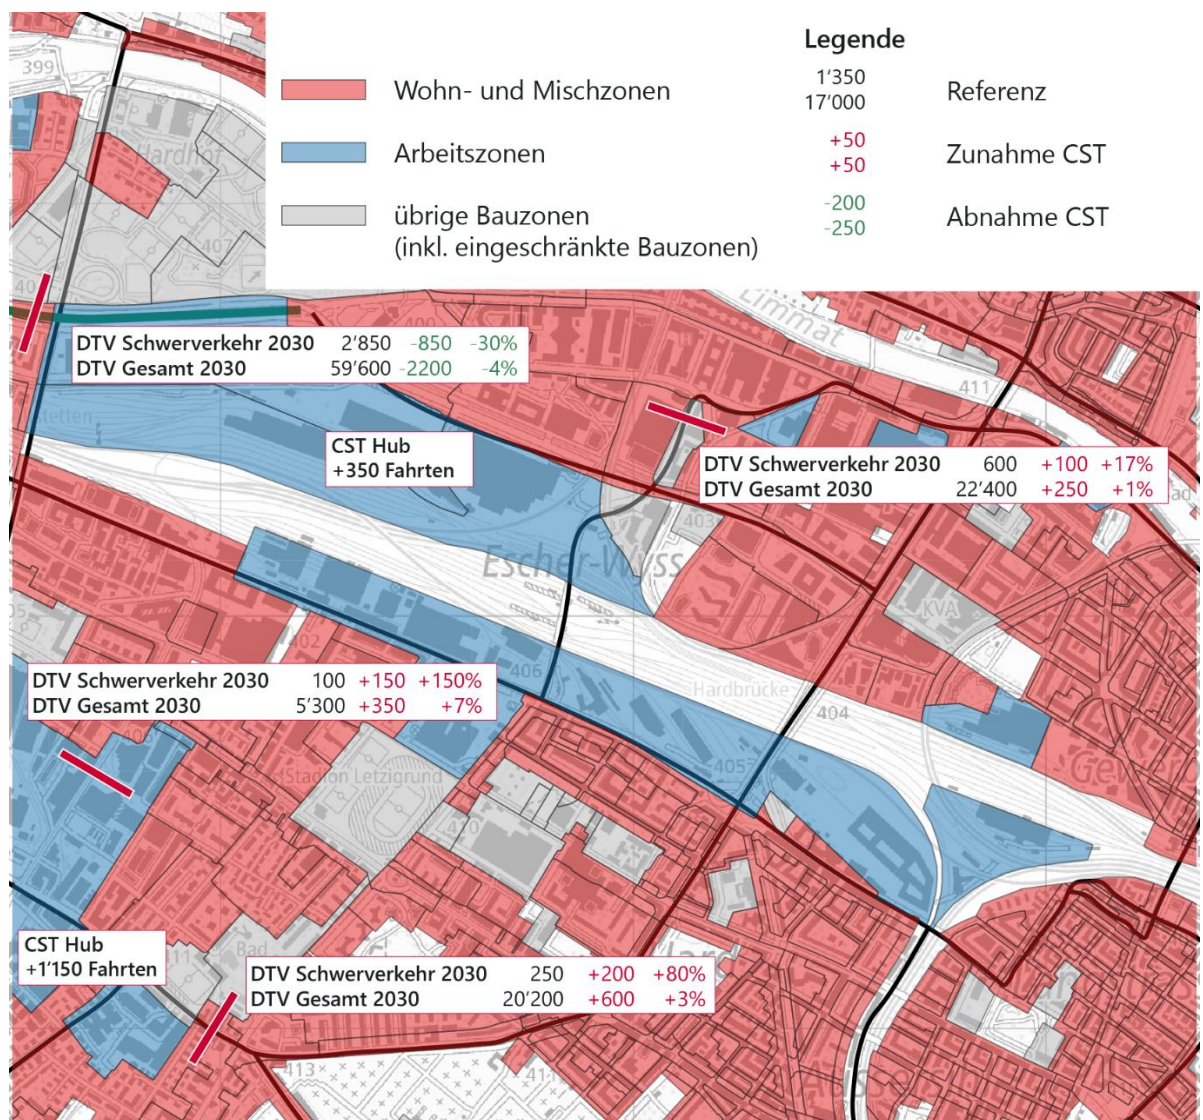 Legende
Wohn- und Mischzonen
1'350
17'000
Referenz
Arbeitszonen
+50
+50
Zunahme CST
übrige Bauzonen
(inkl. eingeschränkte Bauzonen)
-200
-250
Abnahme CST
399
Hardhof
407
Limmat
DTV Schwerverkehr 2030 2'850 -850 -30%
DTV Gesamt 2030 59'600 -2200 -4%
411
CST Hub
+350 Fahrten
DTV Schwerverkehr 2030 600 +100 +17%
DTV Gesamt 2030 22'400 +250 +1%
403
Escher-Wyss
KVA
402
406
Hardbrücke
404
DTV Schwerverkehr 2030 100 +150 +150%
DTV Gesamt 2030 5'300 +350 +7%
405
Stadion Letzigrund
CST Hub
+1'150 Fahrten
Bad
DTV Schwerverkehr 2030 250 +200 +80%
DTV Gesamt 2030 20'200 +600 +3%
413